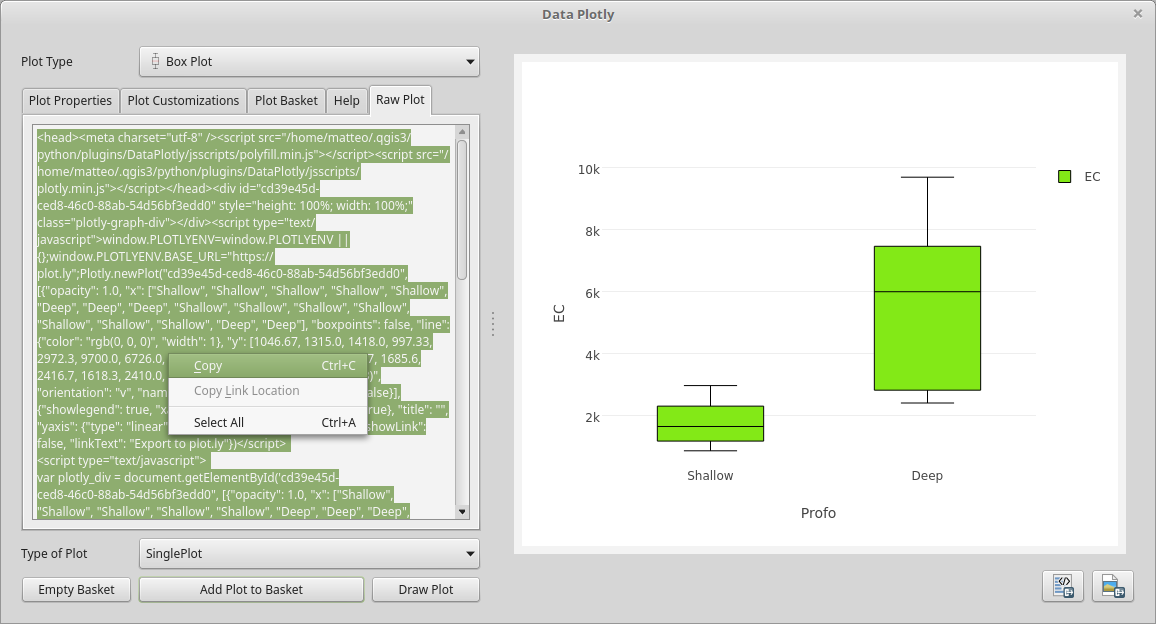 Data Plotly
Plot Type
Box Plot
Plot Properties
Plot Customizations
Plot Basket
Help
Raw Plot
<head><meta charset="utf-8" /><script src="/home/matteo/.qgis3/
python/plugins/DataPlotly/jsscripts/polyfill.min.js"></script><script src="/
home/matteo/.qgis3/python/plugins/DataPlotly/jsscripts/
plotly.min.js"></script></head><div id="cd39e45d-
ced8-46c0-88ab-54d56bf3edd0" style="height: 100%; width: 100%;"
class="plotly-graph-div"></div><script type="text/
javascript">window.PLOTLYENV=window.PLOTLYENV ||
{};window.PLOTLYENV.BASE_URL="https://
plot.ly";Plotly.newPlot("cd39e45d-ced8-46c0-88ab-54d56bf3edd0",
[{"opacity": 1.0, "x": ["Shallow", "Shallow", "Shallow", "Shallow", "Shallow",
"Deep", "Deep", "Deep", "Shallow", "Shallow", "Shallow", "Shallow",
"Shallow", "Shallow", "Shallow", "Deep", "Deep"], "boxpoints": false, "line":
{"color": "rgb(0, 0, 0)", "width": 1}, "y": [1046.67, 1315.0, 1418.0, 997.33,
2972.3, 9700.0, 6726.0, 7, 1685.6,
2416.7, 1618.3, 2410.0, )",
"orientation": "v", "nam alse}],
{"showlegend": true, "x rue}, "title": "",
"yaxis": {"type": "linear" showLink":
false, "linkText": "Export to plot.ly"})</script>
<script type="text/javascript">
var plotly_div = document.getElementById('cd39e45d-
ced8-46c0-88ab-54d56bf3edd0", [{"opacity": 1.0, "x": ["Shallow",
"Shallow", "Shallow", "Shallow", "Shallow", "Deep", "Deep", "Deep",
Copy Ctrl+C
Copy Link Location
Select All Ctrl+A
Type of Plot
SinglePlot
Empty Basket
Add Plot to Basket
Draw Plot
10k
8k
6k
4k
2k
EC
Shallow
Deep
Profo
EC